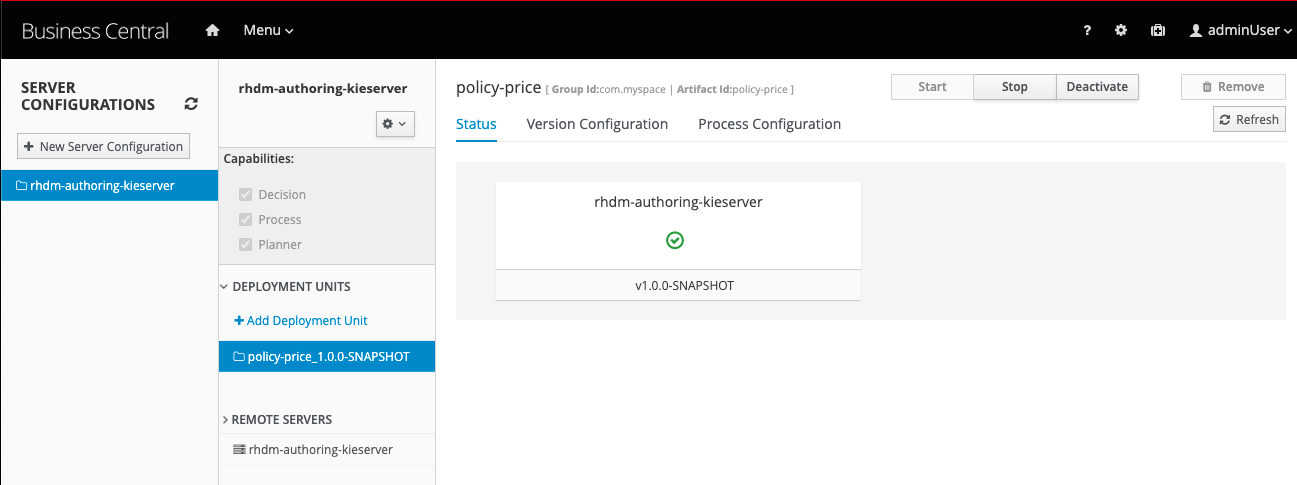 Business Central
Menu
?
adminUser
SERVER
CONFIGURATIONS
+ New Server Configuration
rhdm-authoring-kieserver
rhdm-authoring-kieserver
Capabilities:
Decision
Process
Planner
DEPLOYMENT UNITS
+ Add Deployment Unit
policy-price_1.0.0-SNAPSHOT
REMOTE SERVERS
rhdm-authoring-kieserver
policy-price [ Group Id:com.myspace | Artifact Id:policy-price ]
Start Stop Deactivate
Remove
Refresh
Status Version Configuration Process Configuration
rhdm-authoring-kieserver
v1.0.0-SNAPSHOT